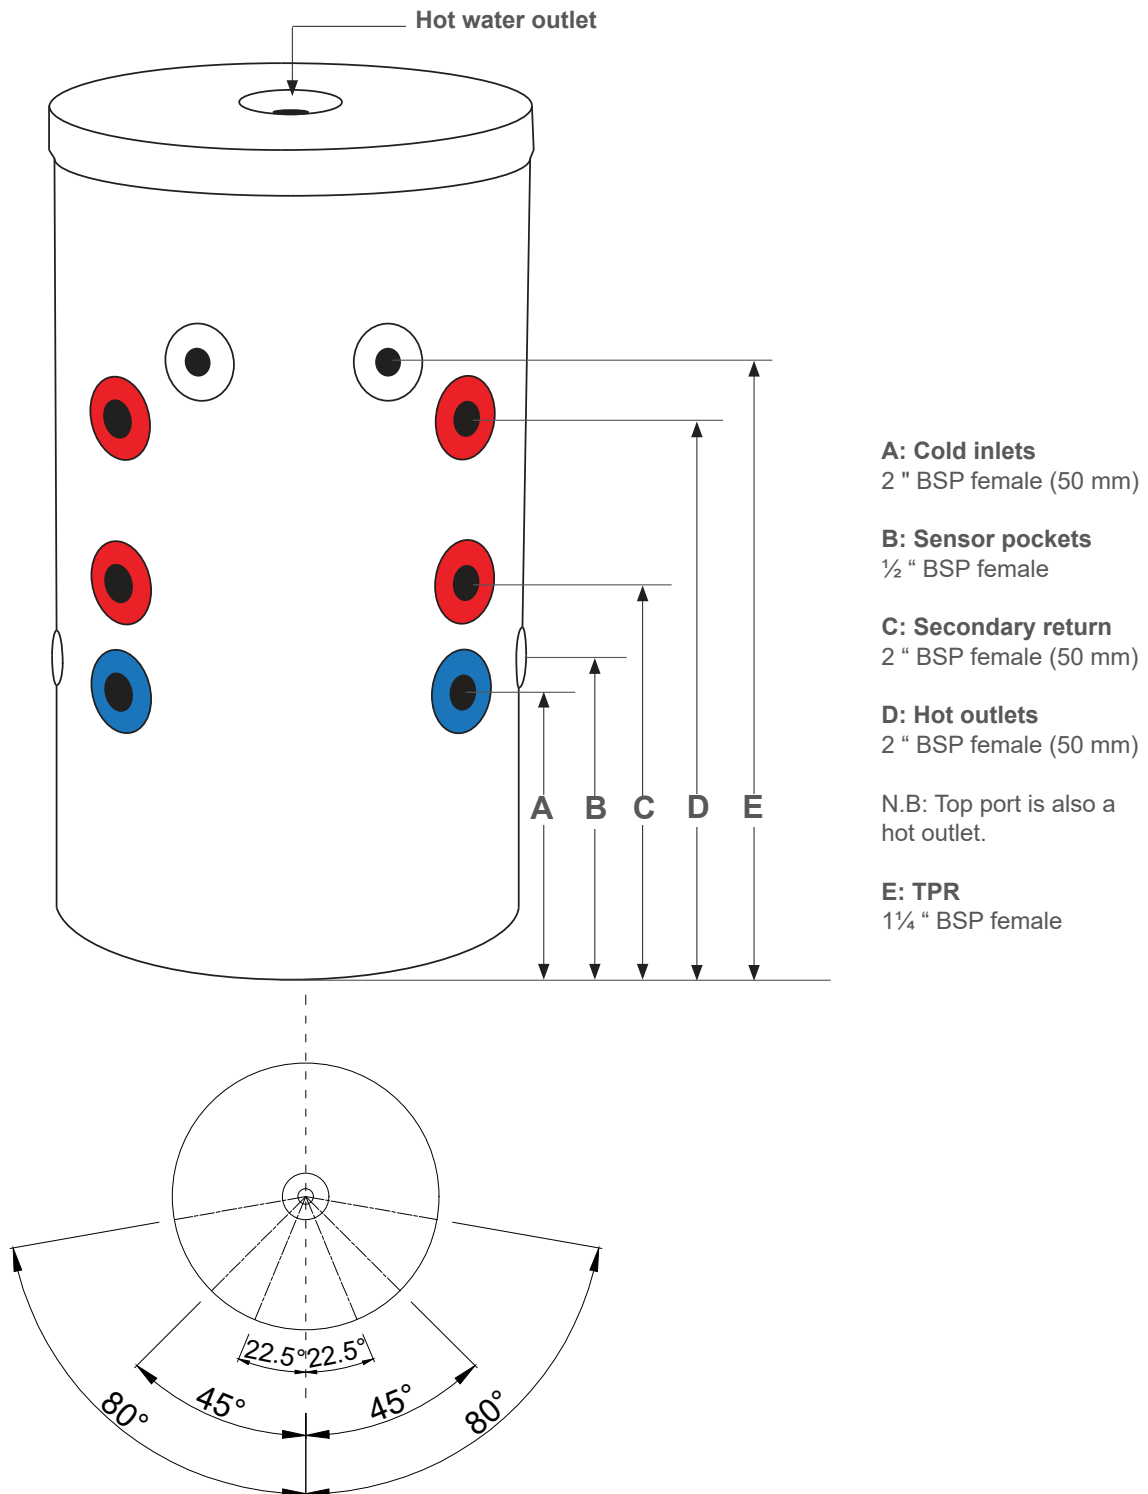 Hot water outlet
A: Cold inlets
2 " BSP female (50 mm)
B: Sensor pockets
½ “ BSP female
C: Secondary return
2 “ BSP female (50 mm)
D: Hot outlets
2 “ BSP female (50 mm)
N.B: Top port is also a
hot outlet.
E: TPR
1¼ “ BSP female
A B C D E
22.5° 22.5°
45° 45°
80° 80°